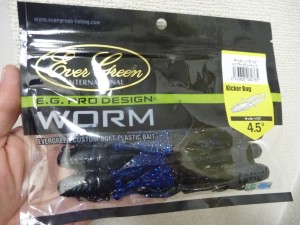 www.evergreen-fishing.com
Ever Green
INTERNATIONAL
E.G. PRO DESIGN
WORM
EVERGREEN CUSTOM SOFT PLASTIC BAIT
Kicker Bug
4.5"